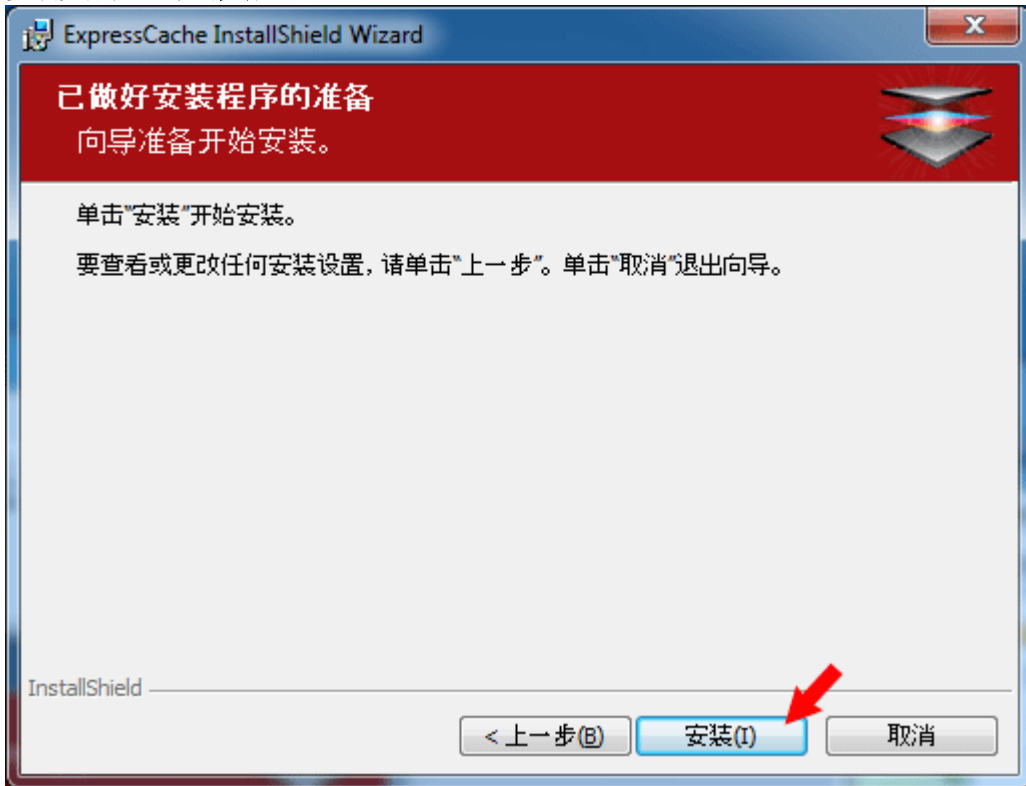 ExpressCache InstallShield Wizard
已做好安装程序的准备
向导准备开始安装。
单击"安装"开始安装。
要查看或更改任何安装设置,请单击"上一步"。单击"取消"退出向导。
InstallShield
<上一步(B)
安装(I)
取消